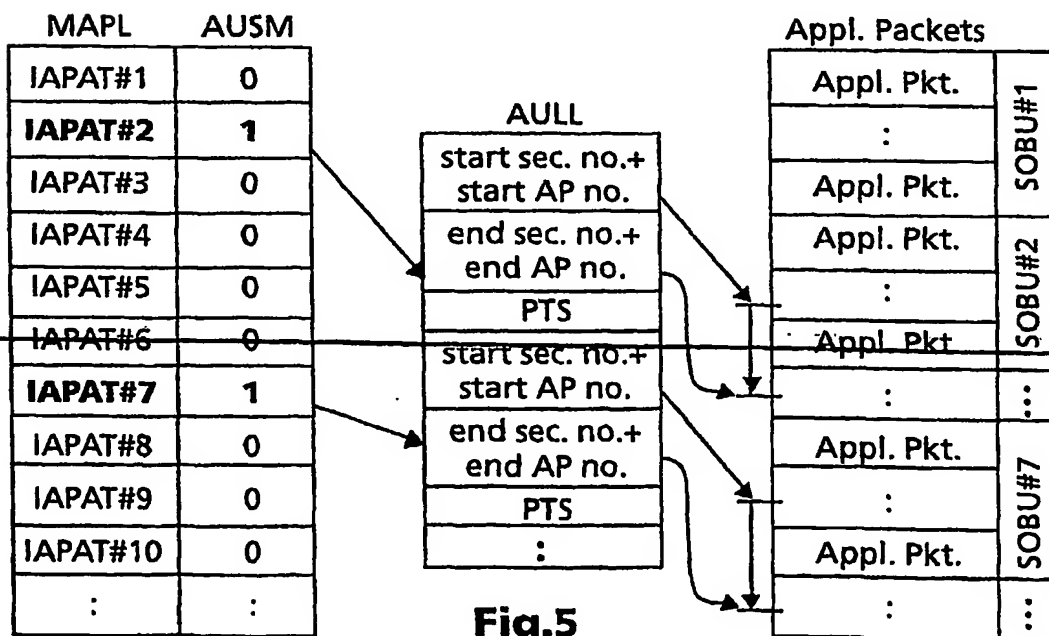 MAPL AUSM
IAPAT#1 0
IAPAT#2 1
IAPAT#3 0
IAPAT#4 0
IAPAT#5 0
IAPAT#6 0
IAPAT#7 1
IAPAT#8 0
IAPAT#9 0
IAPAT#10 0
: :
AULL
start sec. no.+
start AP no.
end sec. no.+
end AP no.
PTS
start sec. no.+
start AP no.
end sec. no.+
end AP no.
PTS
:
Appl. Packets
Appl. Pkt.
:
Appl. Pkt.
SOBU#1
Appl. Pkt.
:
Appl. Pkt
SOBU#2
:
...
Appl. Pkt.
:
Appl. Pkt.
SOBU#7
:
...
Fig.5